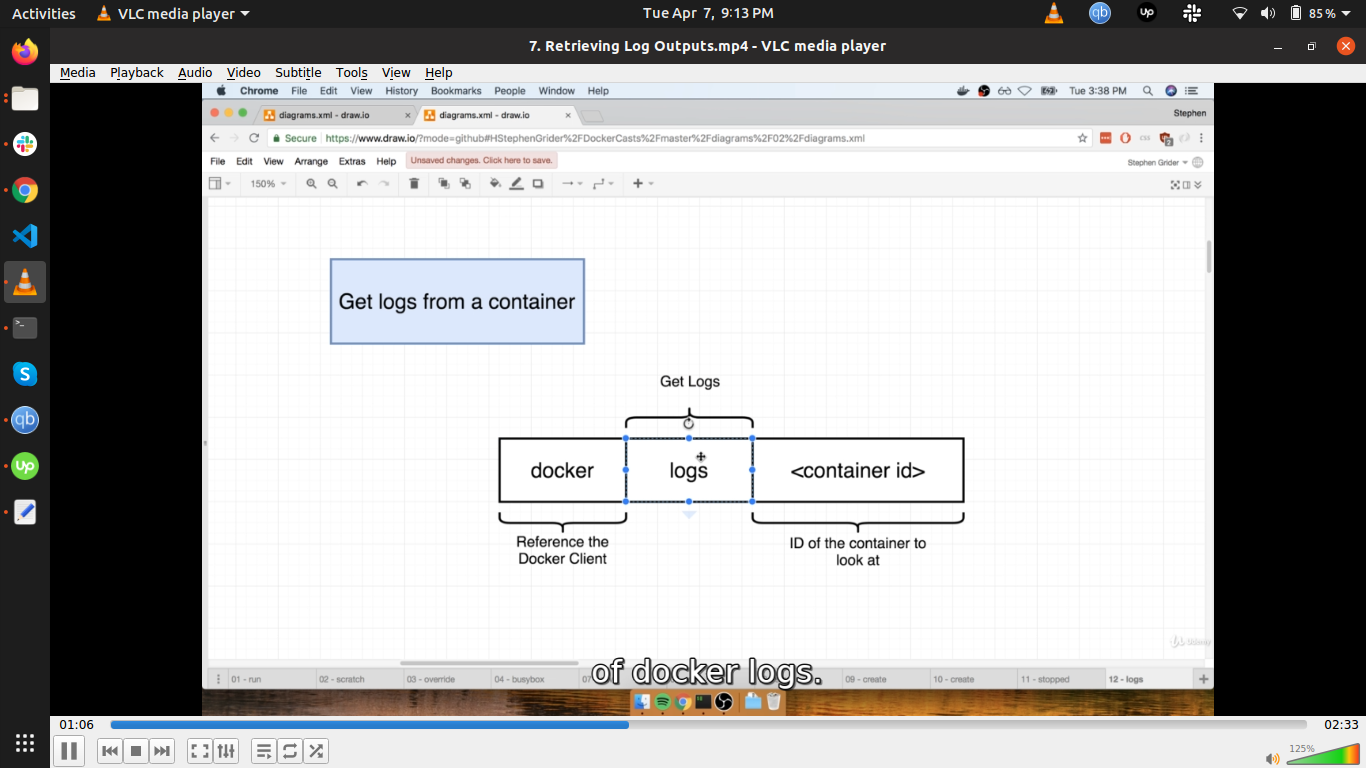 Activities
VLC media player
Tue Apr 7, 9:13 PM
qb
up
85 %
7. Retrieving Log Outputs.mp4 - VLC media player
Media Playback Audio Video Subtitle Tools View Help
Chrome File Edit View History Bookmarks People Window Help
Tue 3:38 PM
diagrams.xml - draw.io
diagrams.xml - draw.io
Stephen
Secure https://www.draw.io/?mode=github#HStephenGrider%2FDockerCasts%2Fmaster%2Fdiagrams%2F02%2Fdiagrams.xml
File Edit View Arrange Extras Help Unsaved changes. Click here to save.
Stephen Grider
150%
Get logs from a container
Get Logs
docker
logs
<container id>
Reference the
Docker Client
ID of the container to
look at
of docker logs.
01 - run
02 - scratch
03 - override
04 - busybox
09 - create
10 - create
11 - stopped
12 - logs
01:06
02:33
125%
S
qb
up